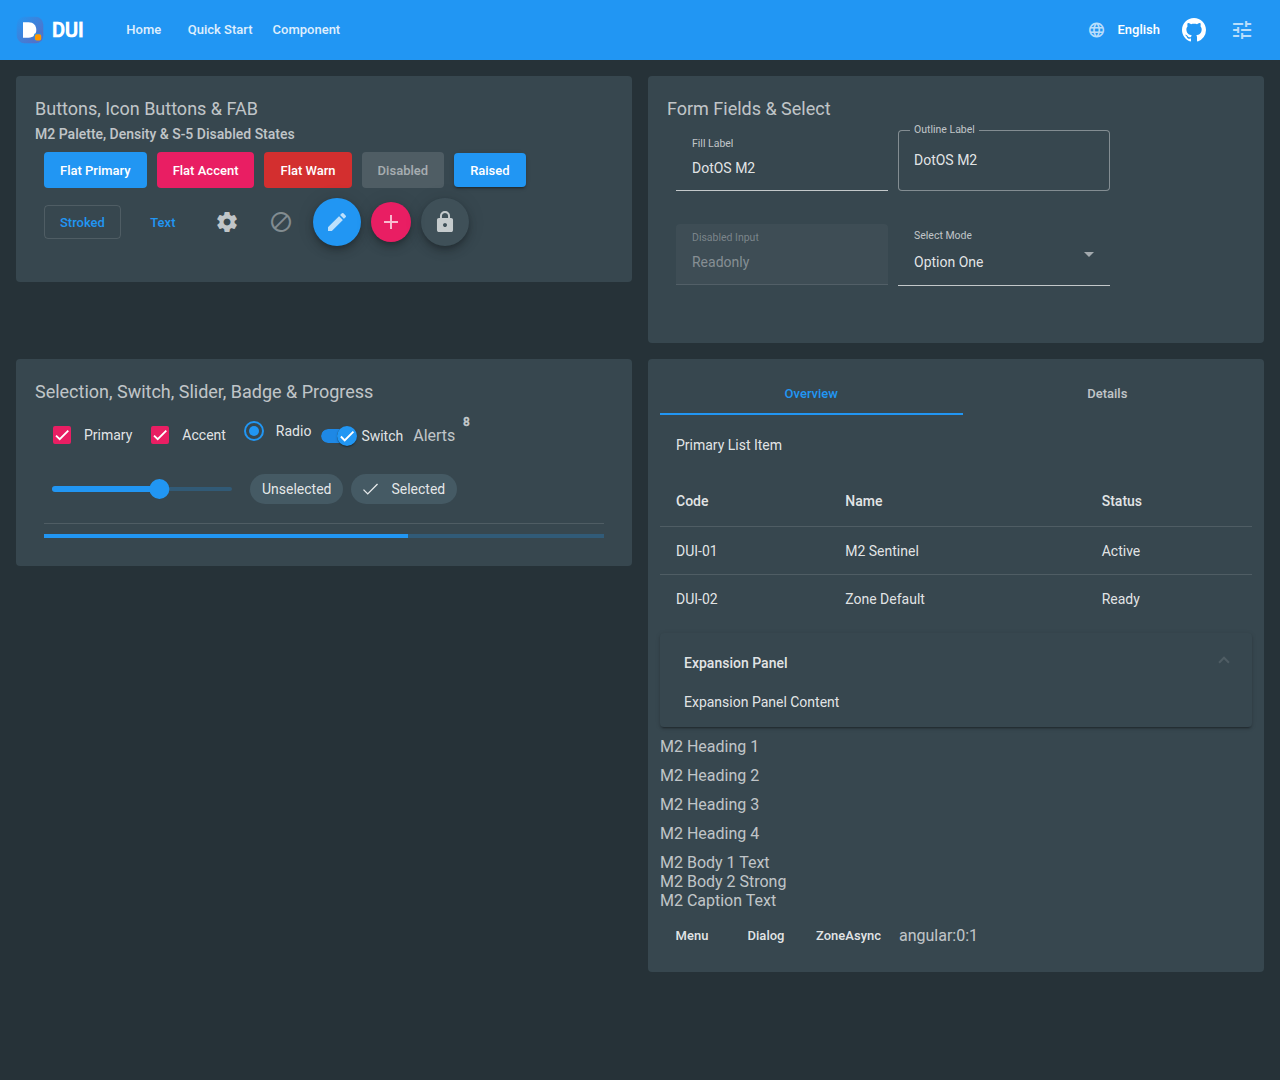 DUI
Home
Quick Start
Component
English
Buttons, Icon Buttons & FAB
M2 Palette, Density & S-5 Disabled States
Flat Primary
Flat Accent
Flat Warn
Disabled
Raised
Stroked
Text
Form Fields & Select
Fill Label
DotOS M2
Outline Label
DotOS M2
Disabled Input
Readonly
Select Mode
Option One
Selection, Switch, Slider, Badge & Progress
Primary
Accent
Radio
Switch
Alerts
8
Unselected
Selected
Overview
Details
Primary List Item
Code Name Status
DUI-01 M2 Sentinel Active
DUI-02 Zone Default Ready
Expansion Panel
Expansion Panel Content
M2 Heading 1
M2 Heading 2
M2 Heading 3
M2 Heading 4
M2 Body 1 Text
M2 Body 2 Strong
M2 Caption Text
Menu
Dialog
ZoneAsync
angular:0:1